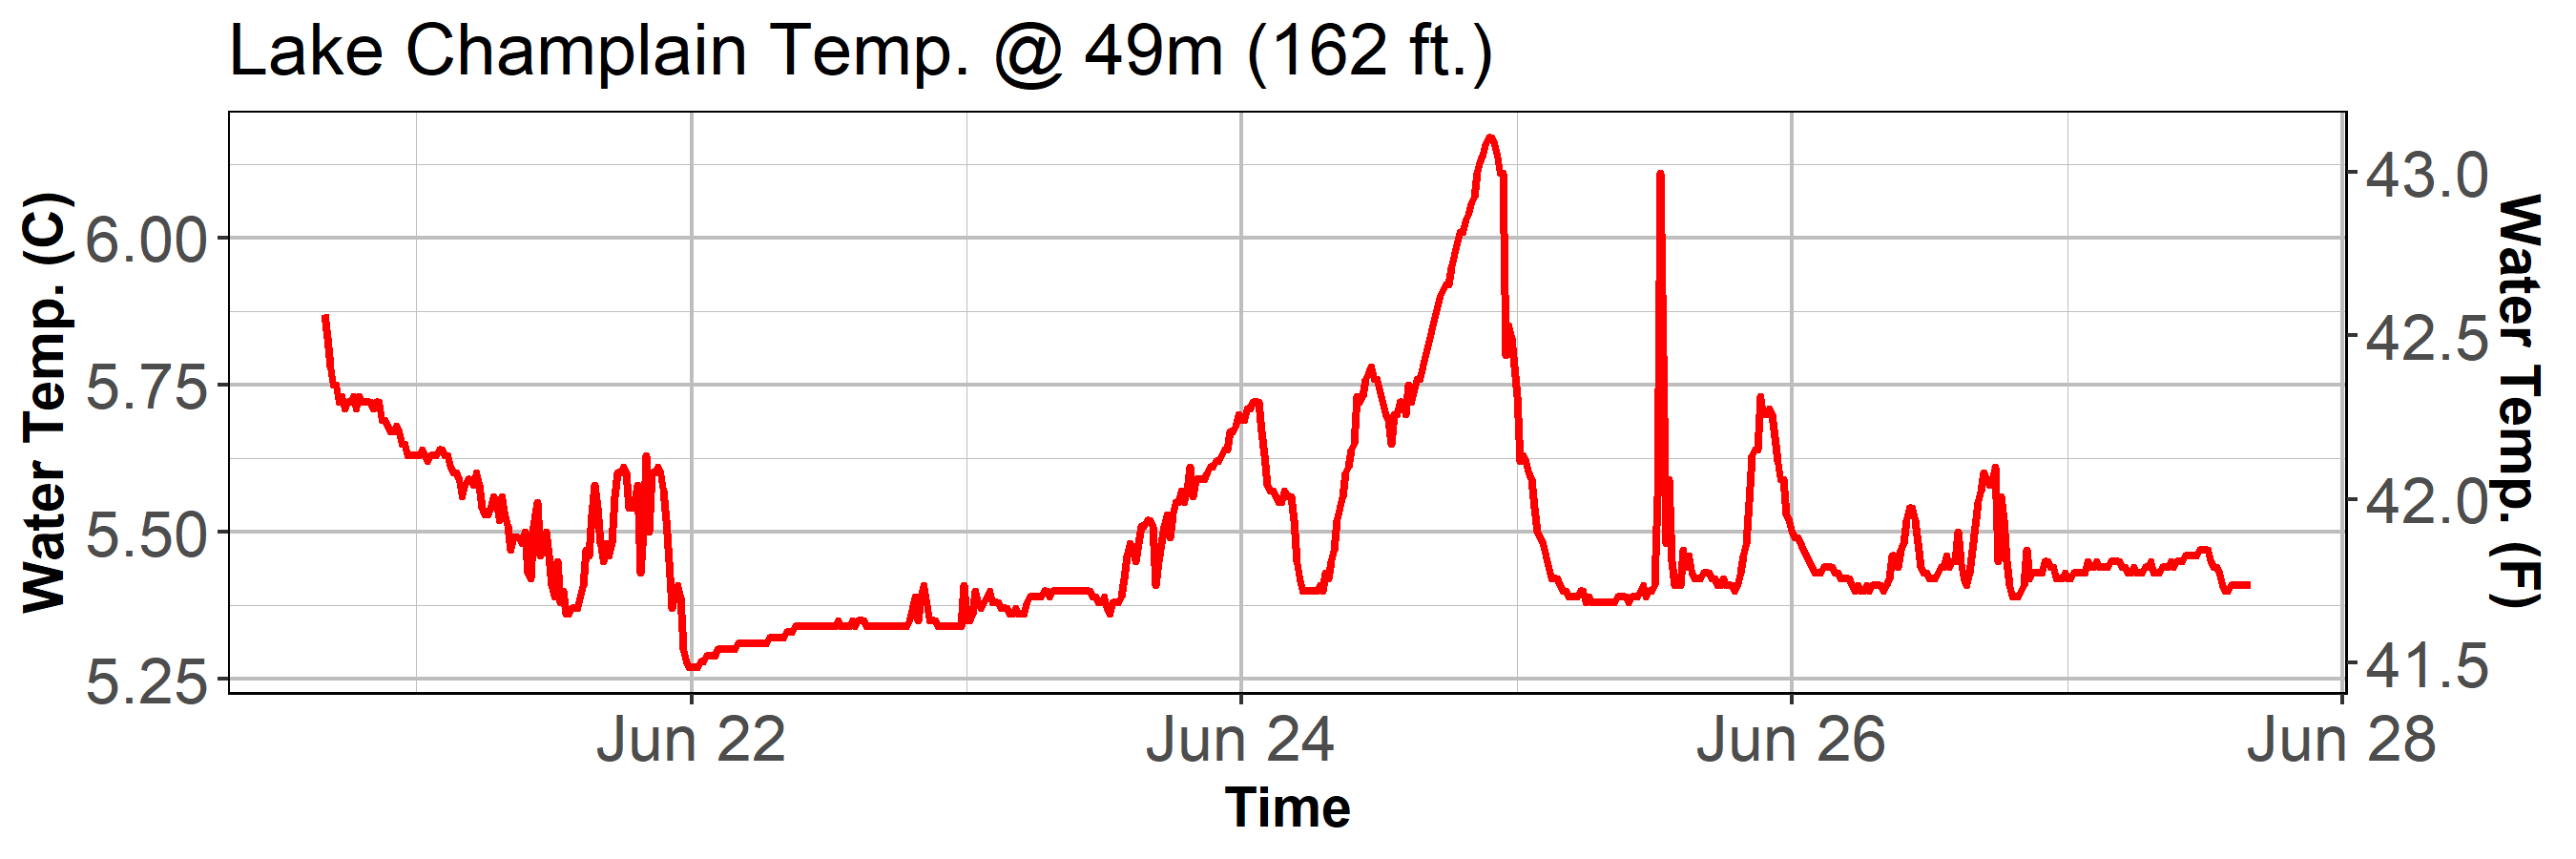 Lake Champlain Temp. @ 49m (162 ft.)
Water Temp. (C)
6.00
5.75
5.50
5.25
43.0
42.5
42.0
41.5
Water Temp. (F)
Jun 22 Jun 24 Jun 26 Jun 28
Time